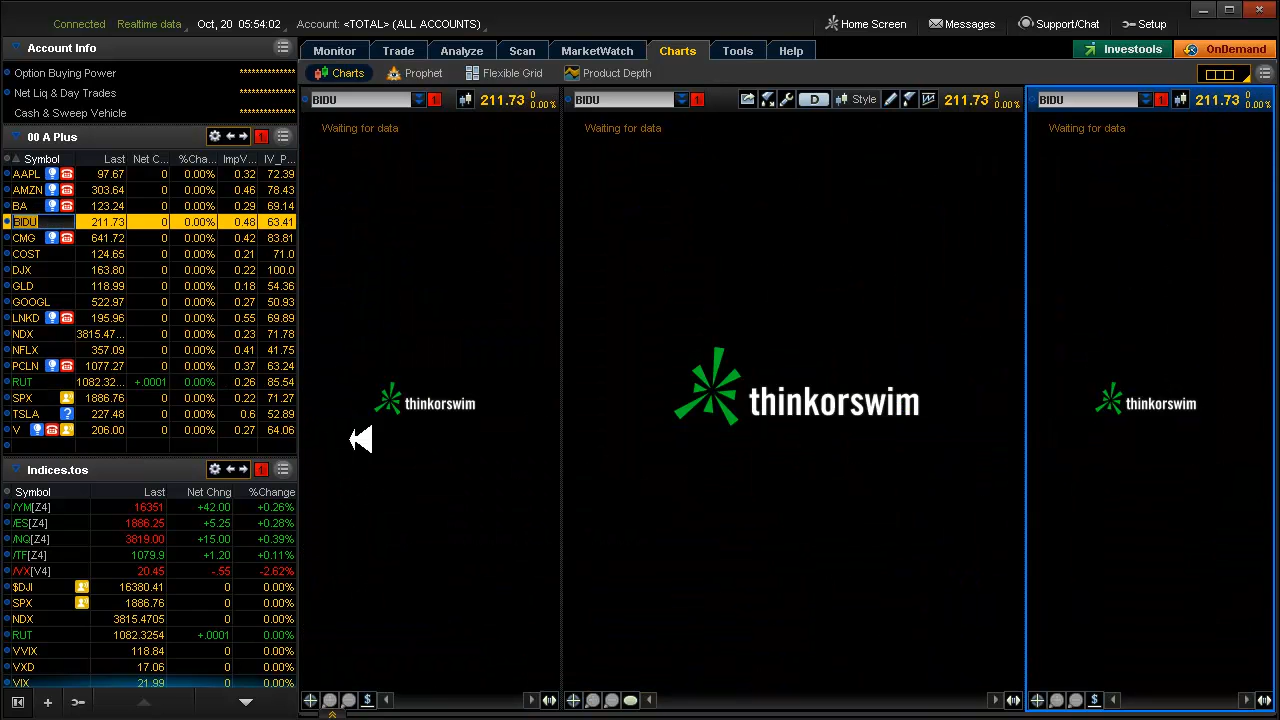 Connected Realtime data Oct, 20 05:54:02 Account: <TOTAL> (ALL ACCOUNTS) Home Screen Messages Support/Chat Setup
Account Info
Option Buying Power **************
Net Liq & Day Trades **************
Cash & Sweep Vehicle **************
Monitor Trade Analyze Scan MarketWatch Charts Tools Help Investools OnDemand
Charts Prophet Flexible Grid Product Depth
BIDU 1 211.73 0 0.00%
BIDU 1 D Style 211.73 0 0.00%
BIDU 1 211.73 0 0.00%
Waiting for data Waiting for data Waiting for data
thinkorswim thinkorswim thinkorswim
00 A Plus 1
Symbol Last Net C... %Cha... ImpV... IV_P...
AAPL 97.67 0 0.00% 0.32 72.39
AMZN 303.64 0 0.00% 0.46 78.43
BA 123.24 0 0.00% 0.29 69.14
BIDU 211.73 0 0.00% 0.48 63.41
CMG 641.72 0 0.00% 0.42 83.81
COST 124.65 0 0.00% 0.21 71.0
DJX 163.80 0 0.00% 0.22 100.0
GLD 118.99 0 0.00% 0.18 54.36
GOOGL 522.97 0 0.00% 0.27 50.93
LNKD 195.96 0 0.00% 0.55 69.89
NDX 3815.47... 0 0.00% 0.23 71.78
NFLX 357.09 0 0.00% 0.41 41.75
PCLN 1077.27 0 0.00% 0.37 63.24
RUT 1082.32... +.0001 0.00% 0.26 85.54
SPX 1886.76 0 0.00% 0.22 71.27
TSLA ? 227.48 0 0.00% 0.6 52.89
V 206.00 0 0.00% 0.27 64.06
Indices.tos 1
Symbol Last Net Chng %Change
/YM[Z4] 16351 +42.00 +0.26%
/ES[Z4] 1886.25 +5.25 +0.28%
/NQ[Z4] 3819.00 +15.00 +0.39%
/TF[Z4] 1079.9 +1.20 +0.11%
/VX[V4] 20.45 -.55 -2.62%
$DJI 16380.41 0 0.00%
SPX 1886.76 0 0.00%
NDX 3815.4705 0 0.00%
RUT 1082.3254 +.0001 0.00%
VVIX 118.84 0 0.00%
VXD 17.06 0 0.00%
VIX 21.99 0 0.00%
$ $